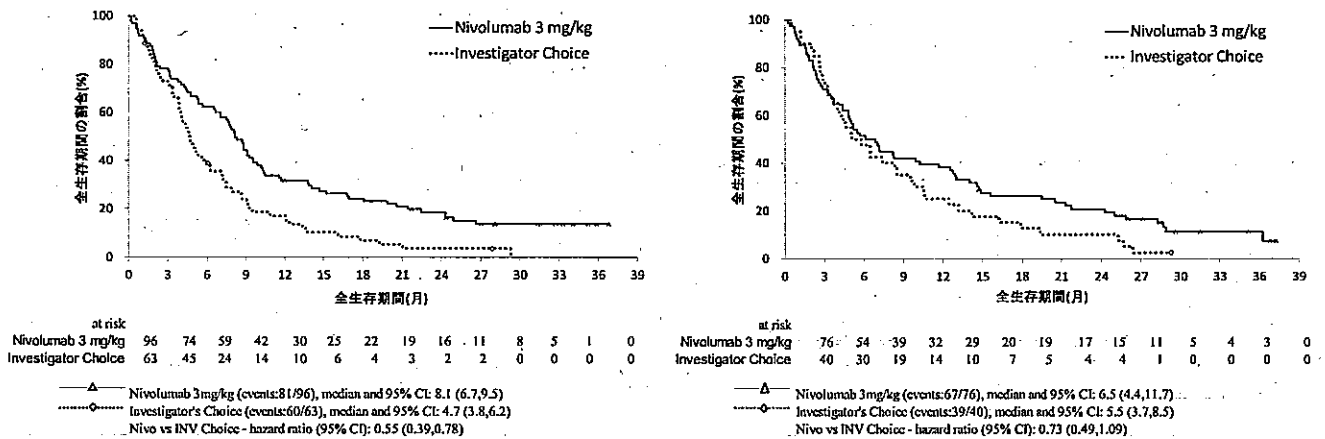 100
80
60
40
20
0
全生存期間の割合(%)
Nivolumab 3 mg/kg
Investigator Choice
0 3 6 9 12 15 18 21 24 27 30 33 36 39
全生存期間(月)
at risk
Nivolumab 3 mg/kg 96 74 59 42 30 25 22 19 16 11 8 5 1 0
Investigator Choice 63 45 24 14 10 6 4 3 2 2 0 0 0 0
Nivolumab 3mg/kg (events:81/96), median and 95% CI: 8.1 (6.7,9.5)
Investigator's Choice (events:60/63), median and 95% CI: 4.7 (3.8,6.2)
Nivo vs INV Choice - hazard ratio (95% CI): 0.55 (0.39,0.78)
100
80
60
40
20
0
全生存期間の割合(%)
Nivolumab 3 mg/kg
Investigator Choice
0 3 6 9 12 15 18 21 24 27 30 33 36 39
全生存期間(月)
at risk
Nivolumab 3 mg/kg 76 54 39 32 29 20 19 17 15 11 5 4 3 0
Investigator Choice 40 30 19 14 10 7 5 4 4 1 0 0 0 0
Nivolumab 3mg/kg (events:67/76), median and 95% CI: 6.5 (4.4,11.7)
Investigator's Choice (events:39/40), median and 95% CI: 5.5 (3.7,8.5)
Nivo vs INV Choice - hazard ratio (95% CI): 0.73 (0.49,1.09)